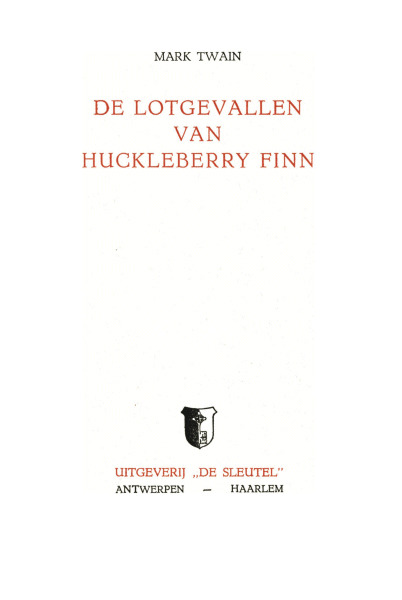 MARK TWAIN
DE LOTGEVALLEN
VAN
HUCKLEBERRY FINN
UITGEVERIJ „DE SLEUTEL"
ANTWERPEN – HAARLEM